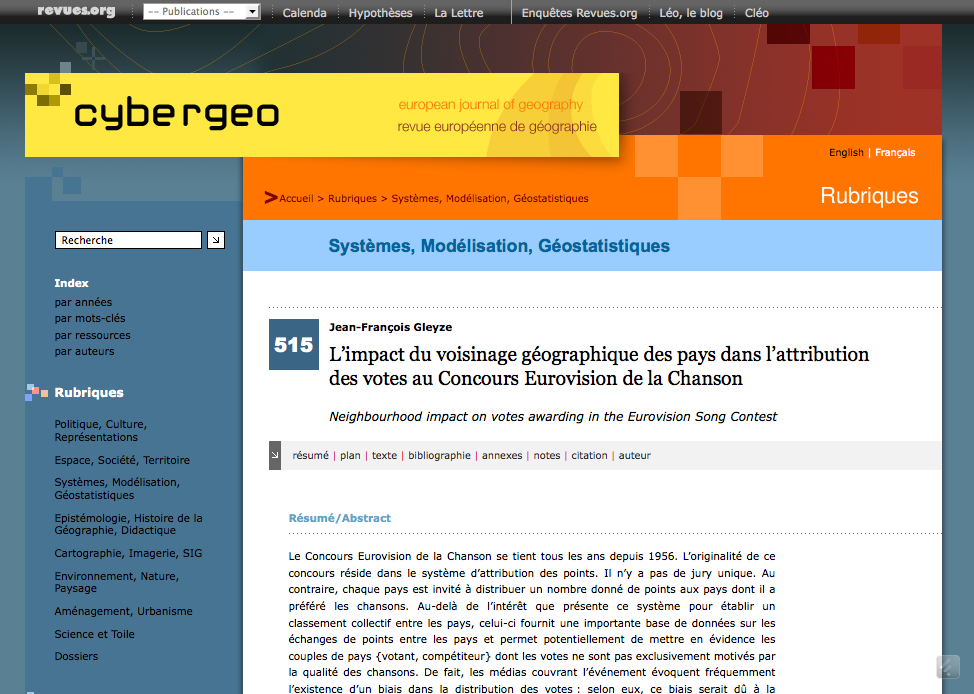 revues.org
-- Publications --
Calenda
Hypothèses
La Lettre
Enquêtes Revues.org
Léo, le blog
Cléo
cybergeo
european journal of geography
revue européenne de géographie
English | Français
>Accueil > Rubriques > Systèmes, Modélisation, Géostatistiques
Rubriques
Recherche
Index
par années
par mots-clés
par ressources
par auteurs
Rubriques
Politique, Culture,
Représentations
Espace, Société, Territoire
Systèmes, Modélisation,
Géostatistiques
Epistémologie, Histoire de la
Géographie, Didactique
Cartographie, Imagerie, SIG
Environnement, Nature,
Paysage
Aménagement, Urbanisme
Science et Toile
Dossiers
Systèmes, Modélisation, Géostatistiques
515
Jean-François Gleyze
L’impact du voisinage géographique des pays dans l’attribution
des votes au Concours Eurovision de la Chanson
Neighbourhood impact on votes awarding in the Eurovision Song Contest
résumé | plan | texte | bibliographie | annexes | notes | citation | auteur
Résumé/Abstract
Le Concours Eurovision de la Chanson se tient tous les ans depuis 1956. L’originalité de ce
concours réside dans le système d’attribution des points. Il n’y a pas de jury unique. Au
contraire, chaque pays est invité à distribuer un nombre donné de points aux pays dont il a
préféré les chansons. Au-delà de l’intérêt que présente ce système pour établir un
classement collectif entre les pays, celui-ci fournit une importante base de données sur les
échanges de points entre les pays et permet potentiellement de mettre en évidence les
couples de pays {votant, compétiteur} dont les votes ne sont pas exclusivement motivés par
la qualité des chansons. De fait, les médias couvrant l’événement évoquent fréquemment
l’existence d’un biais dans la distribution des votes : selon eux, ce biais serait dû à la